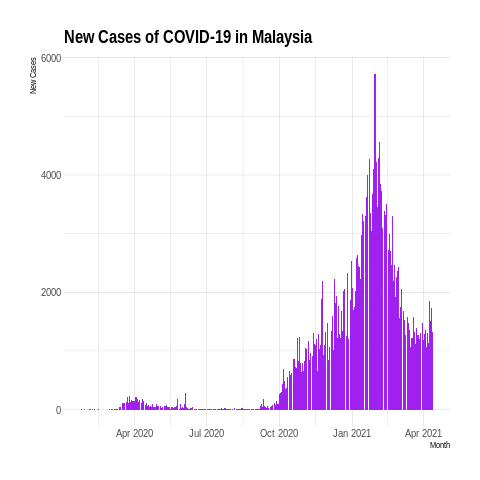 New Cases of COVID-19 in Malaysia
New Cases
6000
4000
2000
0
Apr 2020 Jul 2020 Oct 2020 Jan 2021 Apr 2021
Month